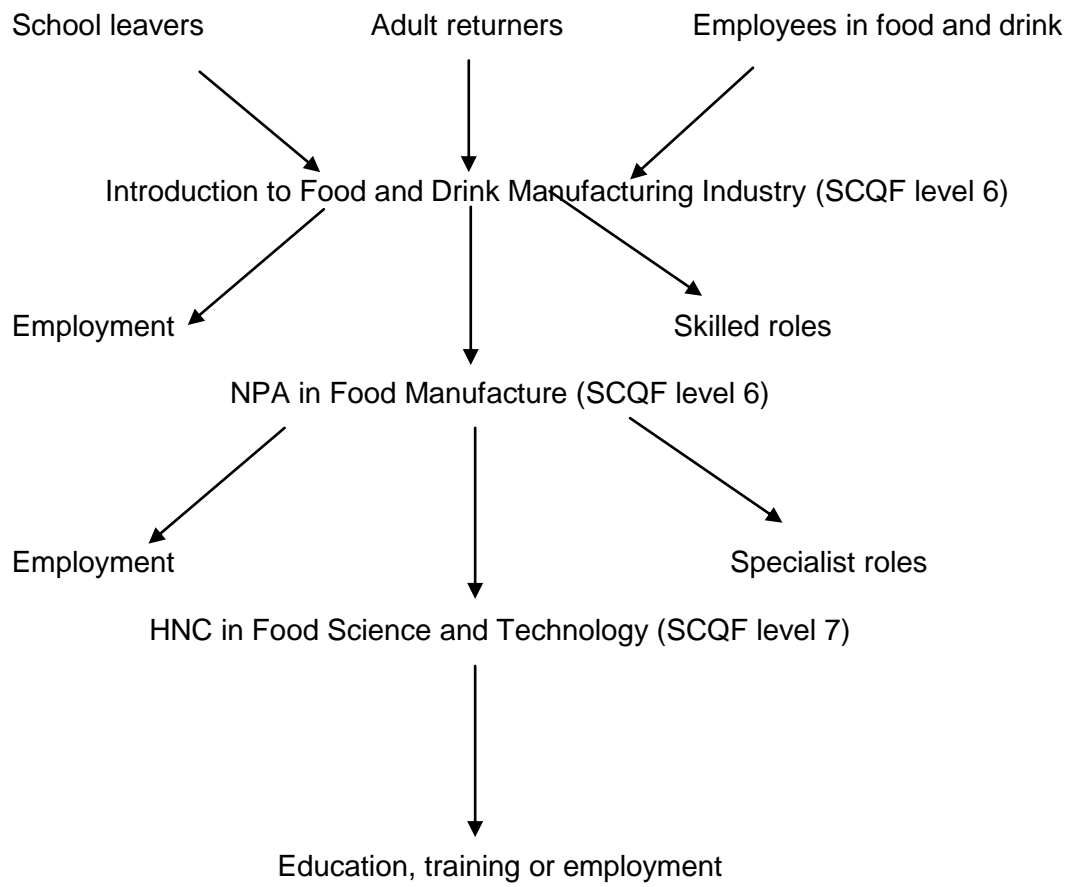 School leavers Adult returners Employees in food and drink
Introduction to Food and Drink Manufacturing Industry (SCQF level 6)
Employment Skilled roles
NPA in Food Manufacture (SCQF level 6)
Employment Specialist roles
HNC in Food Science and Technology (SCQF level 7)
Education, training or employment